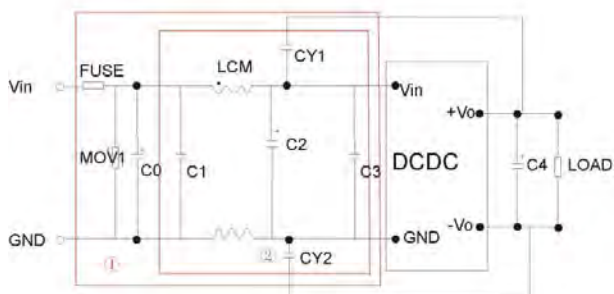 CY1
FUSE
LCM
Vin
Vin
+Vo
C2
MOV1
C0
C1
C3
DCDC
C4
LOAD
-Vo
GND
GND
①
②
CY2